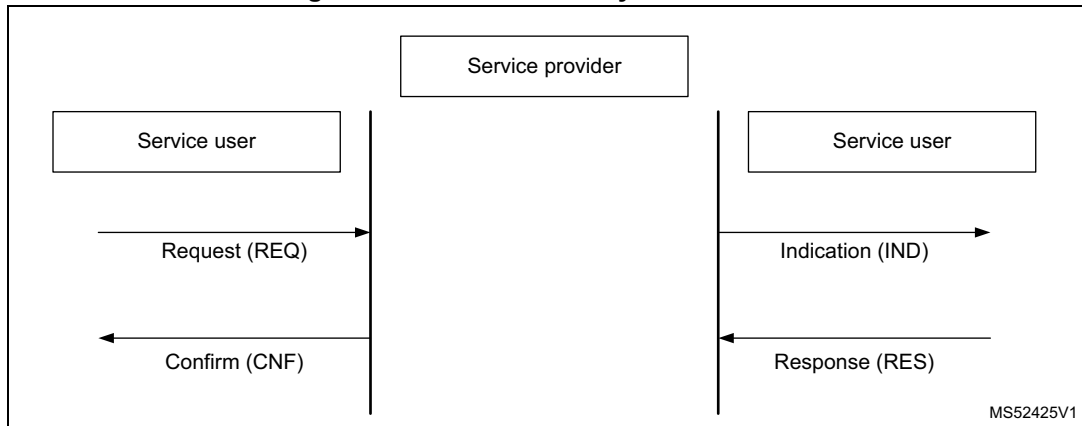 Service provider
Service user
Service user
Request (REQ)
Indication (IND)
Confirm (CNF)
Response (RES)
MS52425V1